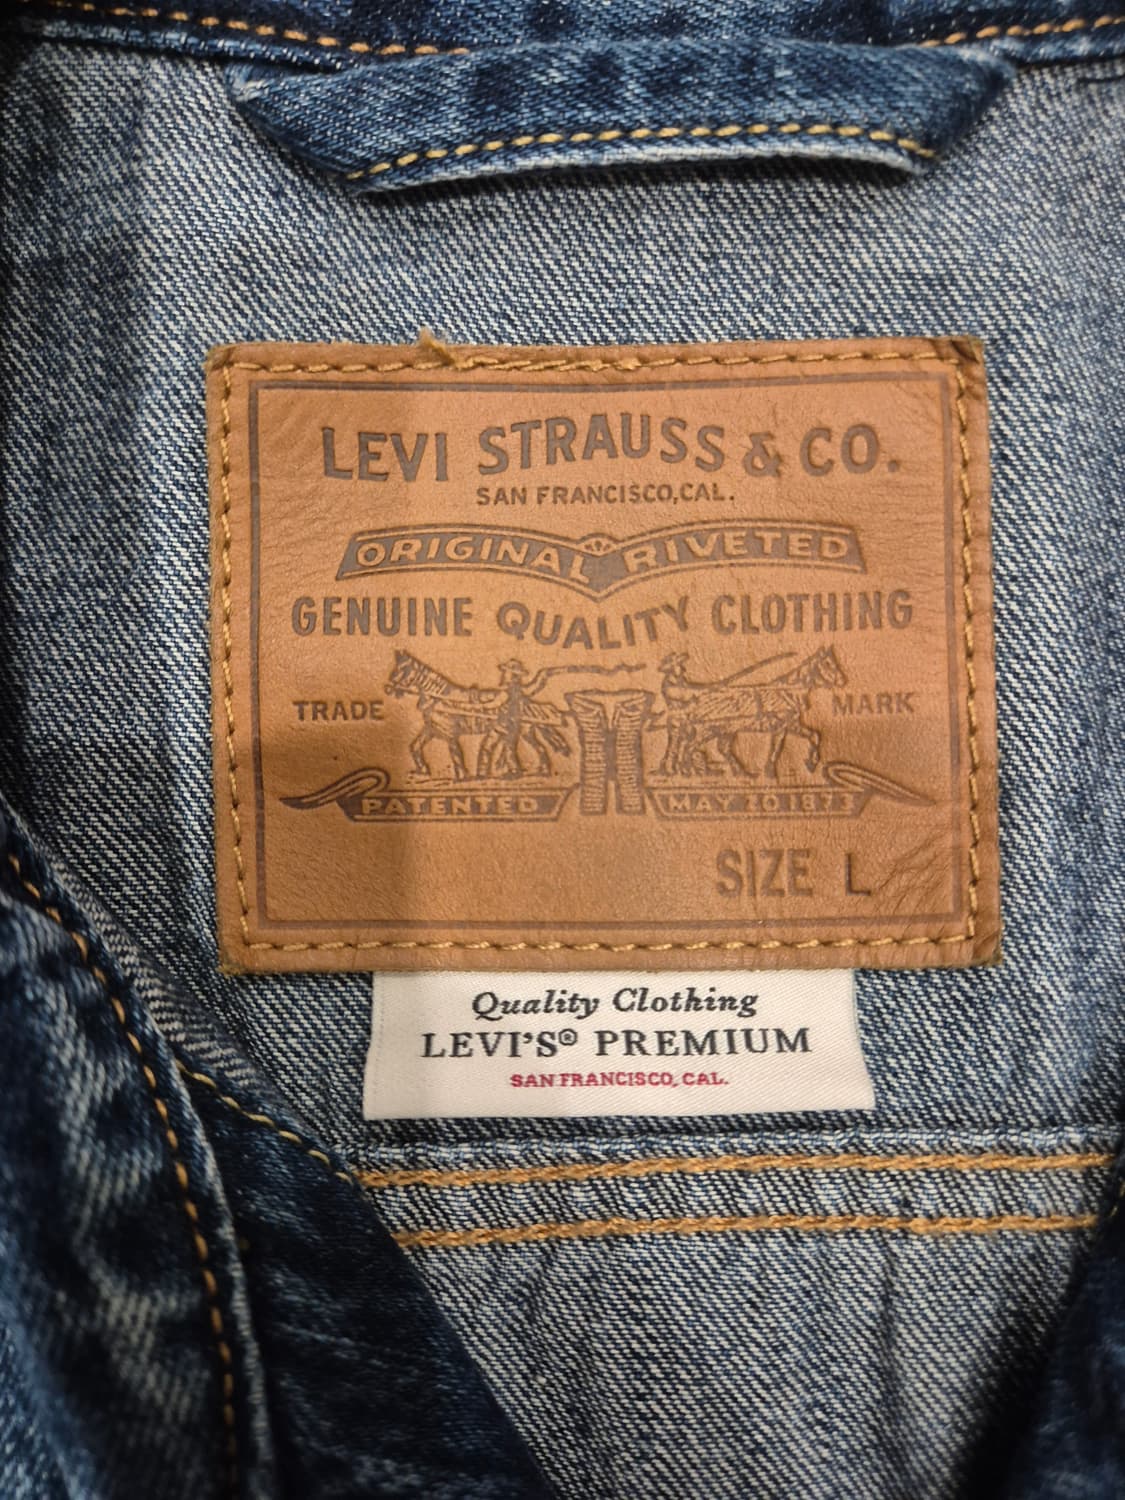 LEVI STRAUSS & CO.
SAN FRANCISCO, CAL.
ORIGINAL RIVETED
GENUINE QUALITY CLOTHING
TRADE MARK
PATENTED MAY 20 1873
SIZE L
Quality Clothing
LEVI'S® PREMIUM
SAN FRANCISCO, CAL.